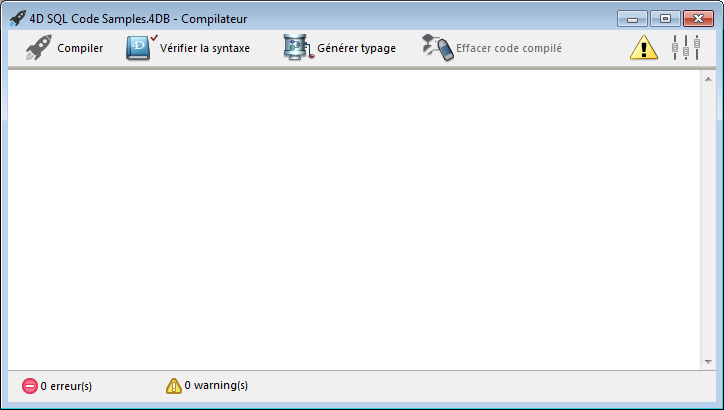 4D SQL Code Samples.4DB - Compilateur
Compiler Vérifier la syntaxe Générer typage Effacer code compilé
0 erreur(s) 0 warning(s)